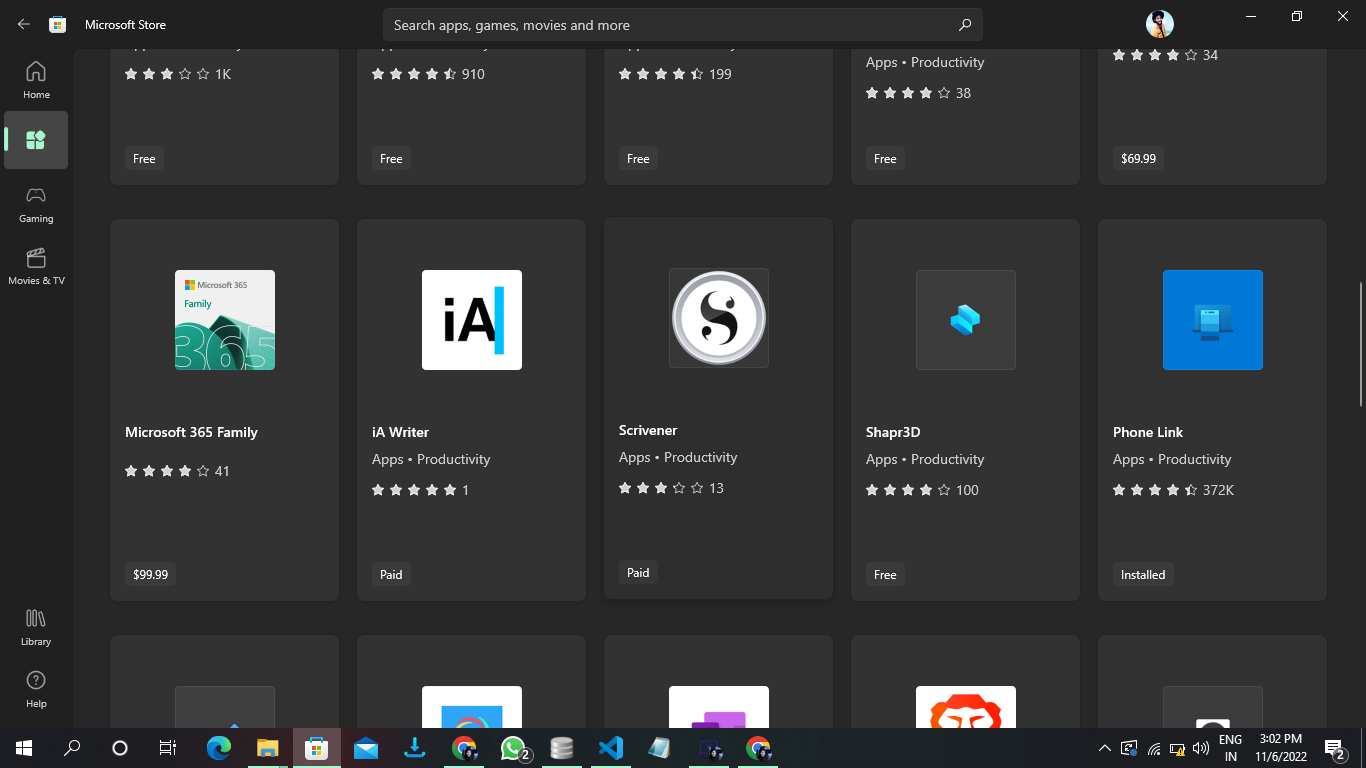 Microsoft Store
Search apps, games, movies and more
Home
Gaming
Movies & TV
Library
Help
1K
Free
910
Free
199
Free
Apps • Productivity
38
Free
34
$69.99
Microsoft 365
Family
365
Microsoft 365 Family
41
$99.99
iA
iA Writer
Apps • Productivity
1
Paid
S
Scrivener
Apps • Productivity
13
Paid
Shapr3D
Apps • Productivity
100
Free
Phone Link
Apps • Productivity
372K
Installed
2
ENG
IN
3:02 PM
11/6/2022
2